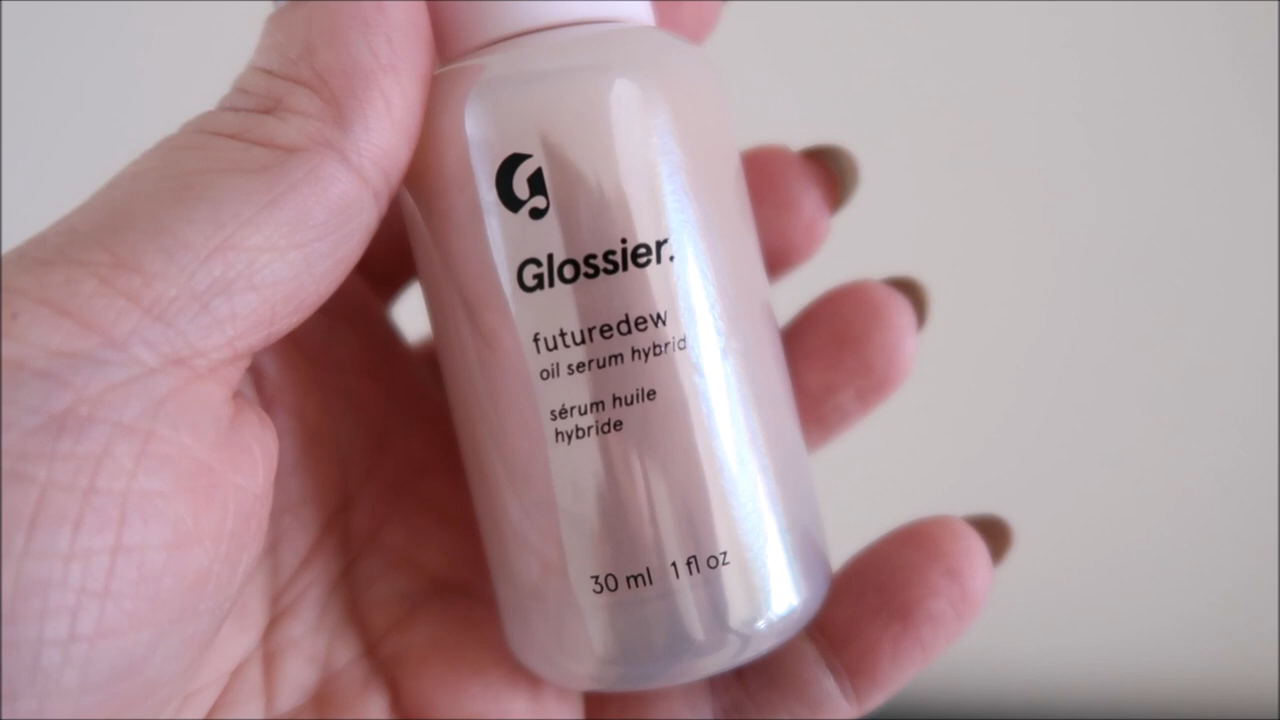 G
Glossier.
futuredew
oil serum hybrid
sérum huile
hybride
30 ml 1 fl oz